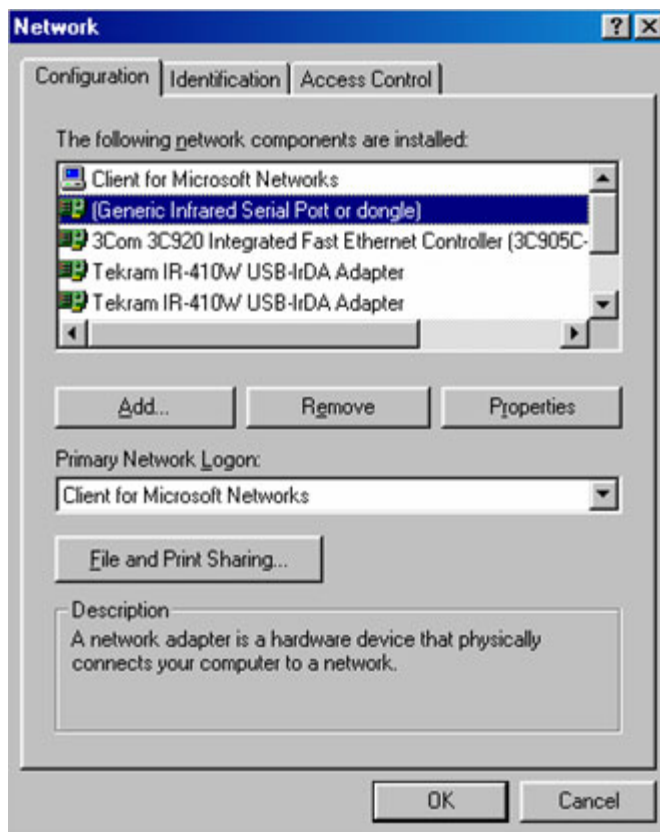 Network
Configuration Identification Access Control
The following network components are installed:
Client for Microsoft Networks
(Generic Infrared Serial Port or dongle)
3Com 3C920 Integrated Fast Ethernet Controller (3C905C-
Tekram IR-410W USB-IrDA Adapter
Tekram IR-410W USB-IrDA Adapter
Add... Remove Properties
Primary Network Logon:
Client for Microsoft Networks
File and Print Sharing...
Description
A network adapter is a hardware device that physically
connects your computer to a network.
OK Cancel